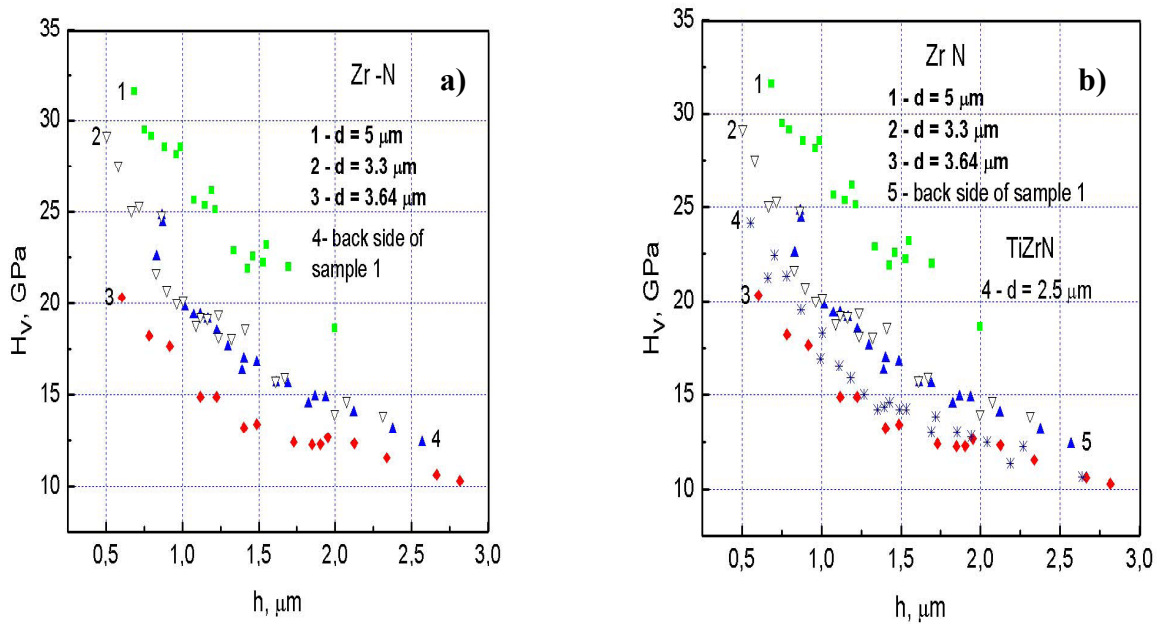 Zr -N
a)
1
2
3
4
1 - d = 5 μm
2 - d = 3.3 μm
3 - d = 3.64 μm
4- back side of
sample 1
35
30
25
20
15
10
0,5 1,0 1,5 2,0 2,5 3,0
h, μm
Hv, GPa
Zr N
b)
1
2
4
3
5
1 - d = 5 μm
2 - d = 3.3 μm
3 - d = 3.64 μm
5 - back side of sample 1
TiZrN
4 - d = 2.5 μm
35
30
25
20
15
10
0,5 1,0 1,5 2,0 2,5 3,0
h, μm
Hv, GPa